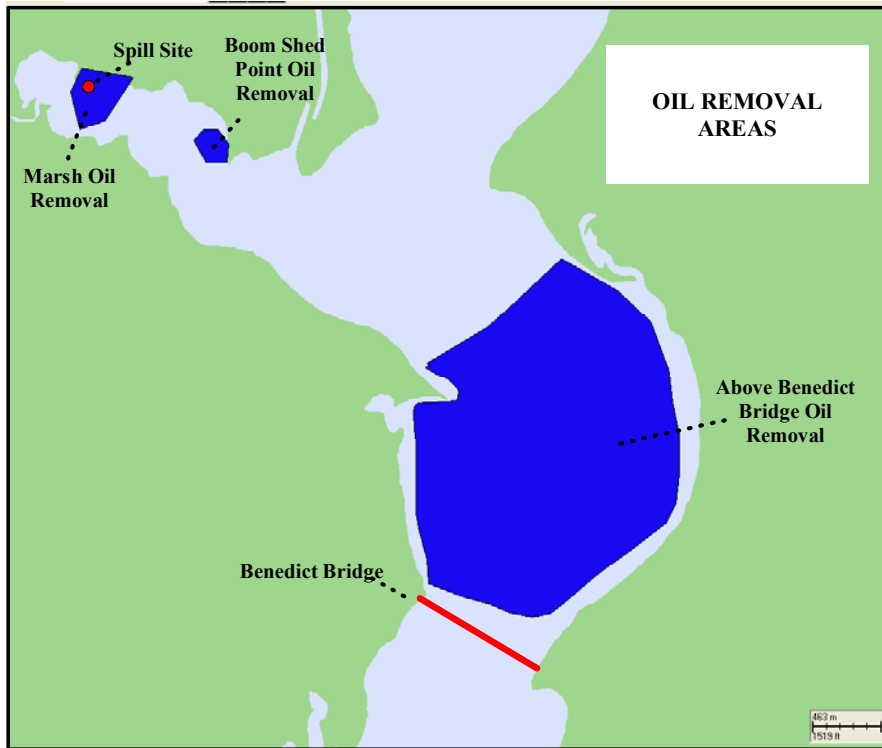 Spill Site
Boom Shed
Point Oil
Removal
OIL REMOVAL
AREAS
Marsh Oil
Removal
Above Benedict
Bridge Oil
Removal
Benedict Bridge
463 m
1519 ft